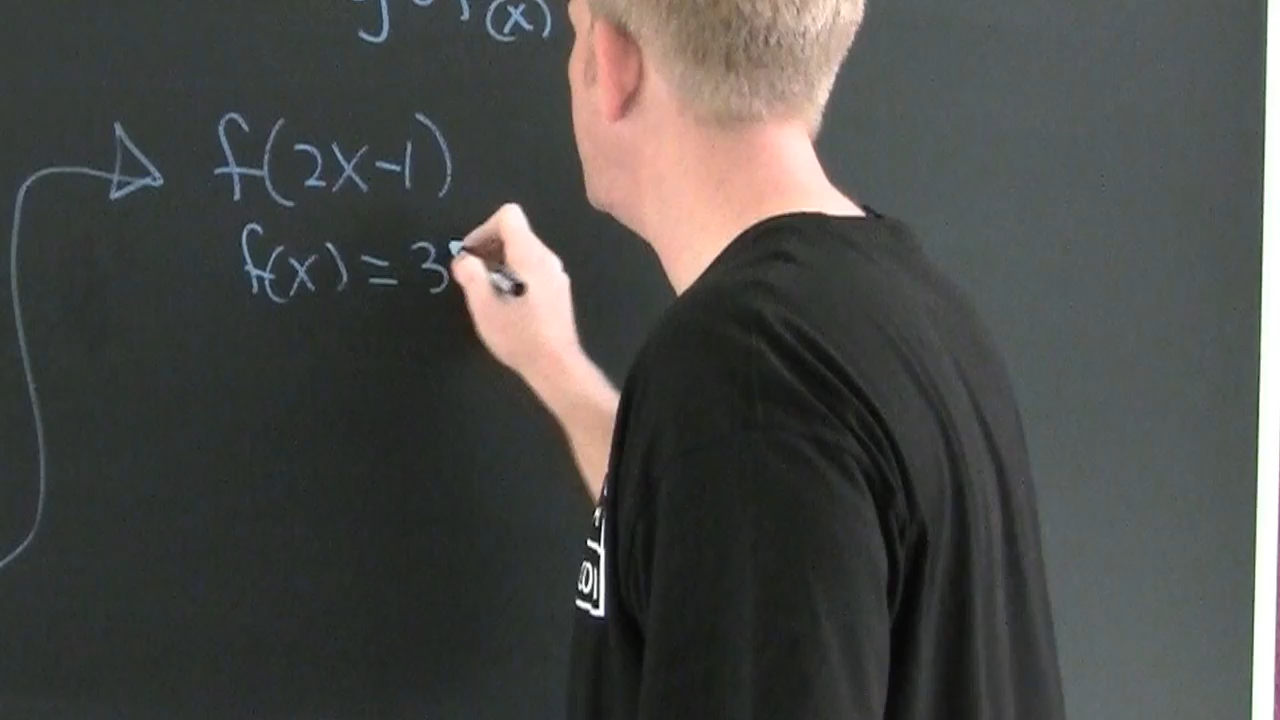 g∘f(x)
f(2x-1)
f(x) = 3